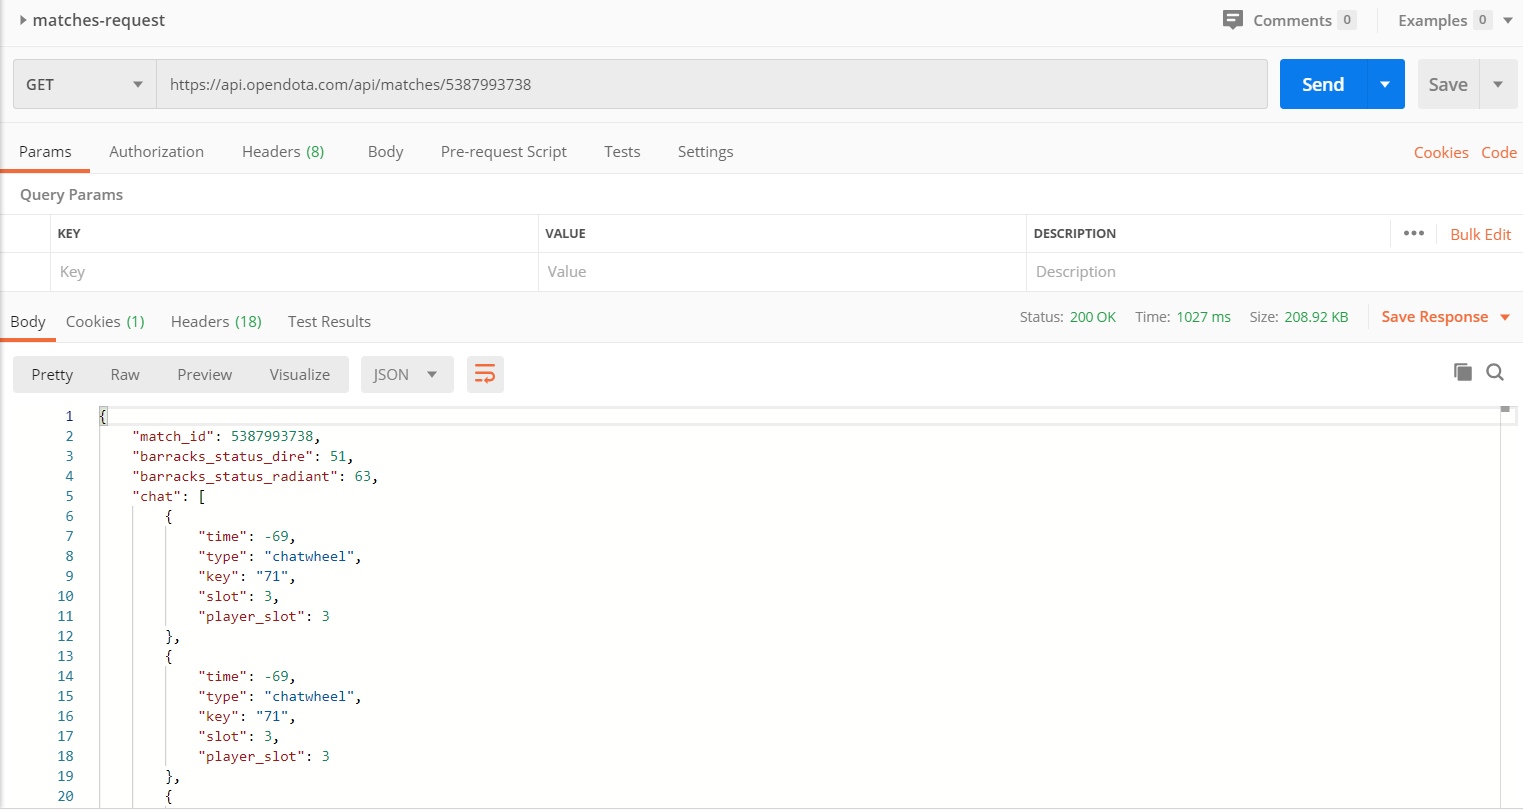 matches-request Comments 0 Examples 0
GET https://api.opendota.com/api/matches/5387993738 Send Save
Params Authorization Headers (8) Body Pre-request Script Tests Settings Cookies Code
Query Params
KEY VALUE DESCRIPTION ••• Bulk Edit
Key Value Description
Body Cookies (1) Headers (18) Test Results Status: 200 OK Time: 1027 ms Size: 208.92 KB Save Response
Pretty Raw Preview Visualize JSON
1 {
2 "match_id": 5387993738,
3 "barracks_status_dire": 51,
4 "barracks_status_radiant": 63,
5 "chat": [
6 {
7 "time": -69,
8 "type": "chatwheel",
9 "key": "71",
10 "slot": 3,
11 "player_slot": 3
12 },
13 {
14 "time": -69,
15 "type": "chatwheel",
16 "key": "71",
17 "slot": 3,
18 "player_slot": 3
19 },
20 {